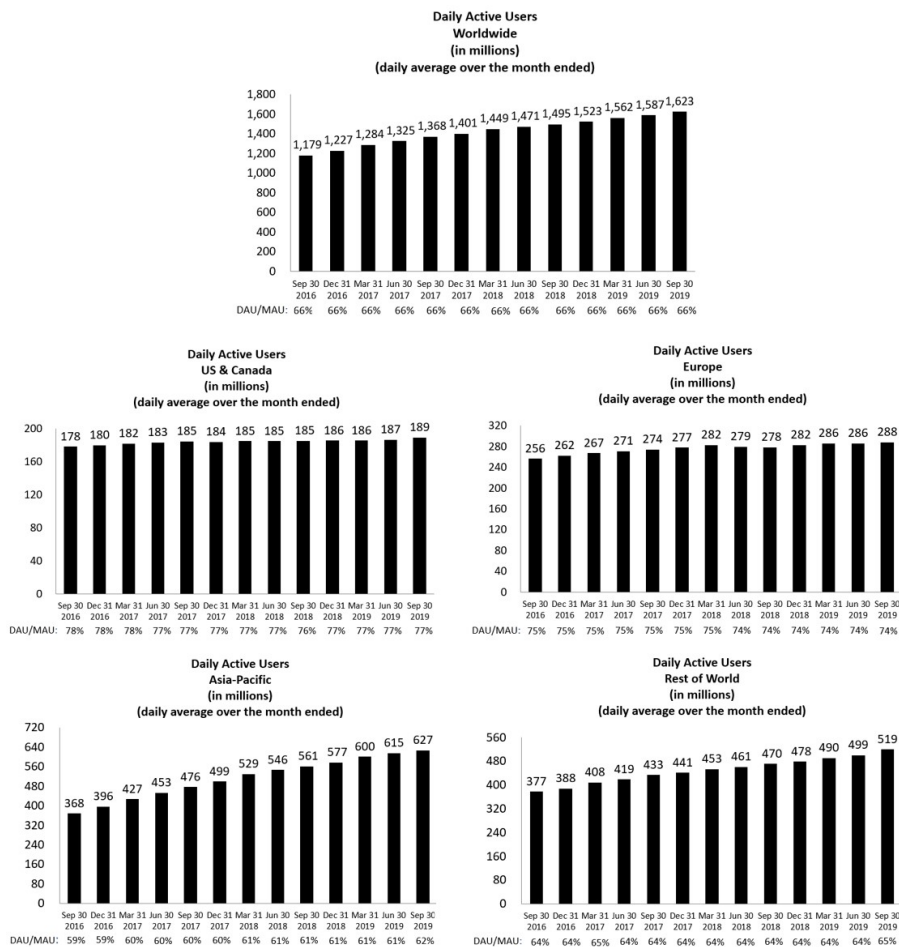 Daily Active Users
Worldwide
(in millions)
(daily average over the month ended)
1,800
1,600
1,400
1,200
1,000
800
600
400
200
0
1,179 1,227 1,284 1,325 1,368 1,401 1,449 1,471 1,495 1,523 1,562 1,587 1,623
Sep 30 Dec 31 Mar 31 Jun 30 Sep 30 Dec 31 Mar 31 Jun 30 Sep 30 Dec 31 Mar 31 Jun 30 Sep 30
2016 2016 2017 2017 2017 2017 2018 2018 2018 2018 2019 2019 2019
DAU/MAU: 66% 66% 66% 66% 66% 66% 66% 66% 66% 66% 66% 66% 66%
Daily Active Users
US & Canada
(in millions)
(daily average over the month ended)
200
160
120
80
40
0
178 180 182 183 185 184 185 185 185 186 186 187 189
Sep 30 Dec 31 Mar 31 Jun 30 Sep 30 Dec 31 Mar 31 Jun 30 Sep 30 Dec 31 Mar 31 Jun 30 Sep 30
2016 2016 2017 2017 2017 2017 2018 2018 2018 2018 2019 2019 2019
DAU/MAU: 78% 78% 78% 77% 77% 77% 77% 77% 76% 77% 77% 77% 77%
Daily Active Users
Europe
(in millions)
(daily average over the month ended)
320
280
240
200
160
120
80
40
0
256 262 267 271 274 277 282 279 278 282 286 286 288
Sep 30 Dec 31 Mar 31 Jun 30 Sep 30 Dec 31 Mar 31 Jun 30 Sep 30 Dec 31 Mar 31 Jun 30 Sep 30
2016 2016 2017 2017 2017 2017 2018 2018 2018 2018 2019 2019 2019
DAU/MAU: 75% 75% 75% 75% 75% 75% 75% 74% 74% 74% 74% 74% 74%
Daily Active Users
Asia-Pacific
(in millions)
(daily average over the month ended)
720
640
560
480
400
320
240
160
80
0
368 396 427 453 476 499 529 546 561 577 600 615 627
Sep 30 Dec 31 Mar 31 Jun 30 Sep 30 Dec 31 Mar 31 Jun 30 Sep 30 Dec 31 Mar 31 Jun 30 Sep 30
2016 2016 2017 2017 2017 2017 2018 2018 2018 2018 2019 2019 2019
DAU/MAU: 59% 59% 60% 60% 60% 60% 61% 61% 61% 61% 61% 61% 62%
Daily Active Users
Rest of World
(in millions)
(daily average over the month ended)
560
480
400
320
240
160
80
0
377 388 408 419 433 441 453 461 470 478 490 499 519
Sep 30 Dec 31 Mar 31 Jun 30 Sep 30 Dec 31 Mar 31 Jun 30 Sep 30 Dec 31 Mar 31 Jun 30 Sep 30
2016 2016 2017 2017 2017 2017 2018 2018 2018 2018 2019 2019 2019
DAU/MAU: 64% 64% 65% 64% 64% 64% 64% 64% 64% 64% 64% 64% 65%